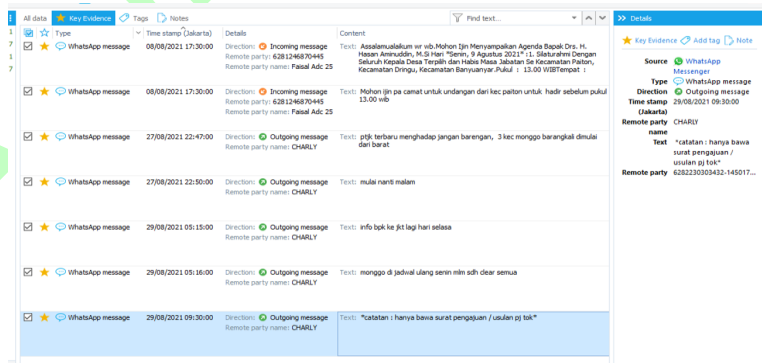 All data Key Evidence Tags Notes Find text... Details
Type Time stamp (Jakarta) Details Content
WhatsApp message 08/08/2021 17:30:00 Direction: Incoming message Text: Assalamualaikum wr wb.Mohon Ijin Menyampaikan Agenda Bapak Drs. H.
Remote party: 6281246870445 Hasan Aminuddin, M.Si Hari "Senin, 9 Agustus 2021" :1. Silaturahmi Dengan
Remote party name: Faisal Adc 25 Seluruh Kepala Desa Terpilih dan Habis Masa Jabatan Se Kecamatan Paiton,
Kecamatan Dringu, Kecamatan Banyuanyar.Pukul : 13.00 WIBTempat :
WhatsApp message 08/08/2021 17:30:00 Direction: Incoming message Text: Mohon ijin pa camat untuk undangan dari kec paiton untuk hadir sebelum pukul
Remote party: 6281246870445 13.00 wib
Remote party name: Faisal Adc 25
WhatsApp message 27/08/2021 22:47:00 Direction: Outgoing message Text: ptjk terbaru menghadap jangan barengan, 3 kec monggo barangkali dimulai
Remote party name: CHARLY dari barat
WhatsApp message 27/08/2021 22:50:00 Direction: Outgoing message Text: mulai nanti malam
Remote party name: CHARLY
WhatsApp message 29/08/2021 05:15:00 Direction: Outgoing message Text: info bpk ke jkt lagi hari selasa
Remote party name: CHARLY
WhatsApp message 29/08/2021 05:16:00 Direction: Outgoing message Text: monggo di jadwal ulang senin mlm sdh clear semua
Remote party name: CHARLY
WhatsApp message 29/08/2021 09:30:00 Direction: Outgoing message Text: *catatan : hanya bawa surat pengajuan / usulan pj tok*
Remote party name: CHARLY
Key Evidence Add tag Note
Source WhatsApp
Messenger
Type WhatsApp message
Direction Outgoing message
Time stamp 29/08/2021 09:30:00
(Jakarta)
Remote party CHARLY
name
Text *catatan : hanya bawa
surat pengajuan /
usulan pj tok*
Remote party 6282230303432-145017...